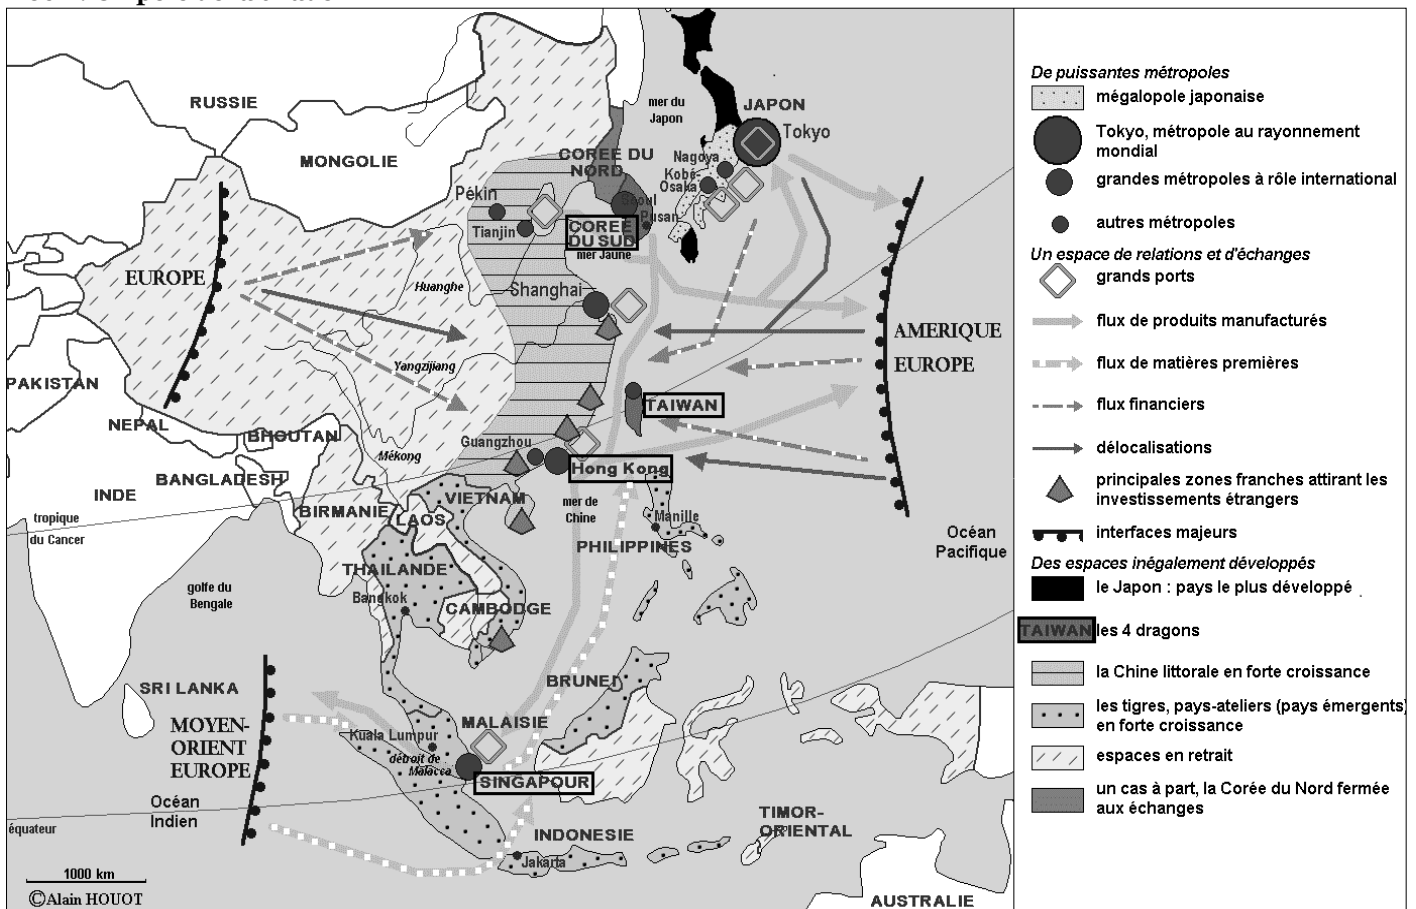 RUSSIE
MONGOLIE
mer du
Japon
JAPON
Tokyo
COREE DU
NORD
Nagoya
Kobé-
Osaka
Pékin
Séoul
Pusan
Tianjin
COREE
DU SUD
mer Jaune
EUROPE
Huanghe
Shanghai
AMÉRIQUE
EUROPE
Yangzijiang
PAKISTAN
TAIWAN
NEPAL
BHOUTAN
Guangzhou
Mékong
Hong Kong
BANGLADESH
INDE
VIETNAM
BIRMANIE
LAOS
mer de
Chine
Manille
tropique
du Cancer
Océan
Pacifique
PHILIPPINES
THAILANDE
golfe du
Bengale
Bangkok
CAMBODGE
SRI LANKA
BRUNEI
MOYEN-
ORIENT
EUROPE
MALAISIE
Kuala Lumpur
détroit de
Malacca
SINGAPOUR
Océan
Indien
équateur
INDONESIE
TIMOR-
ORIENTAL
Jakarta
1000 km
©Alain HOUOT
AUSTRALIE
De puissantes métropoles
mégalopole japonaise
Tokyo, métropole au rayonnement
mondial
grandes métropoles à rôle international
autres métropoles
Un espace de relations et d'échanges
grands ports
flux de produits manufacturés
flux de matières premières
flux financiers
délocalisations
principales zones franches attirant les
investissements étrangers
interfaces majeurs
Des espaces inégalement développés
le Japon : pays le plus développé
TAIWAN les 4 dragons
la Chine littorale en forte croissance
les tigres, pays-ateliers (pays émergents)
en forte croissance
espaces en retrait
un cas à part, la Corée du Nord fermée
aux échanges